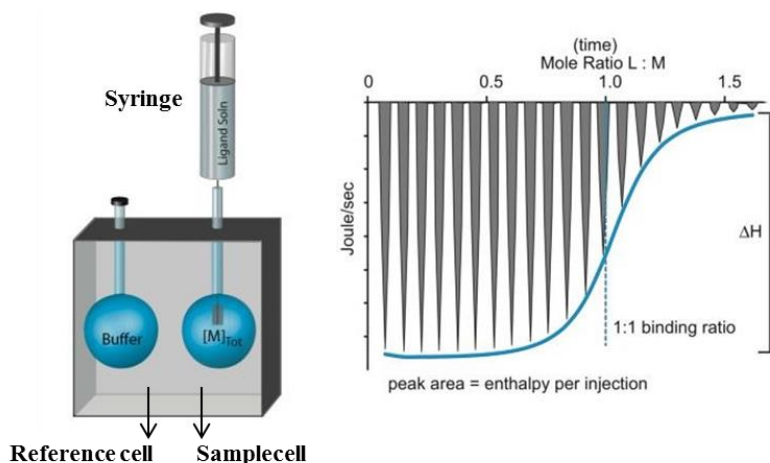 Syringe
Ligand Soln
Buffer
[M]Tot
Reference cell
Samplecell
(time)
Mole Ratio L : M
0 0.5 1.0 1.5
Joule/sec
ΔH
1:1 binding ratio
peak area = enthalpy per injection